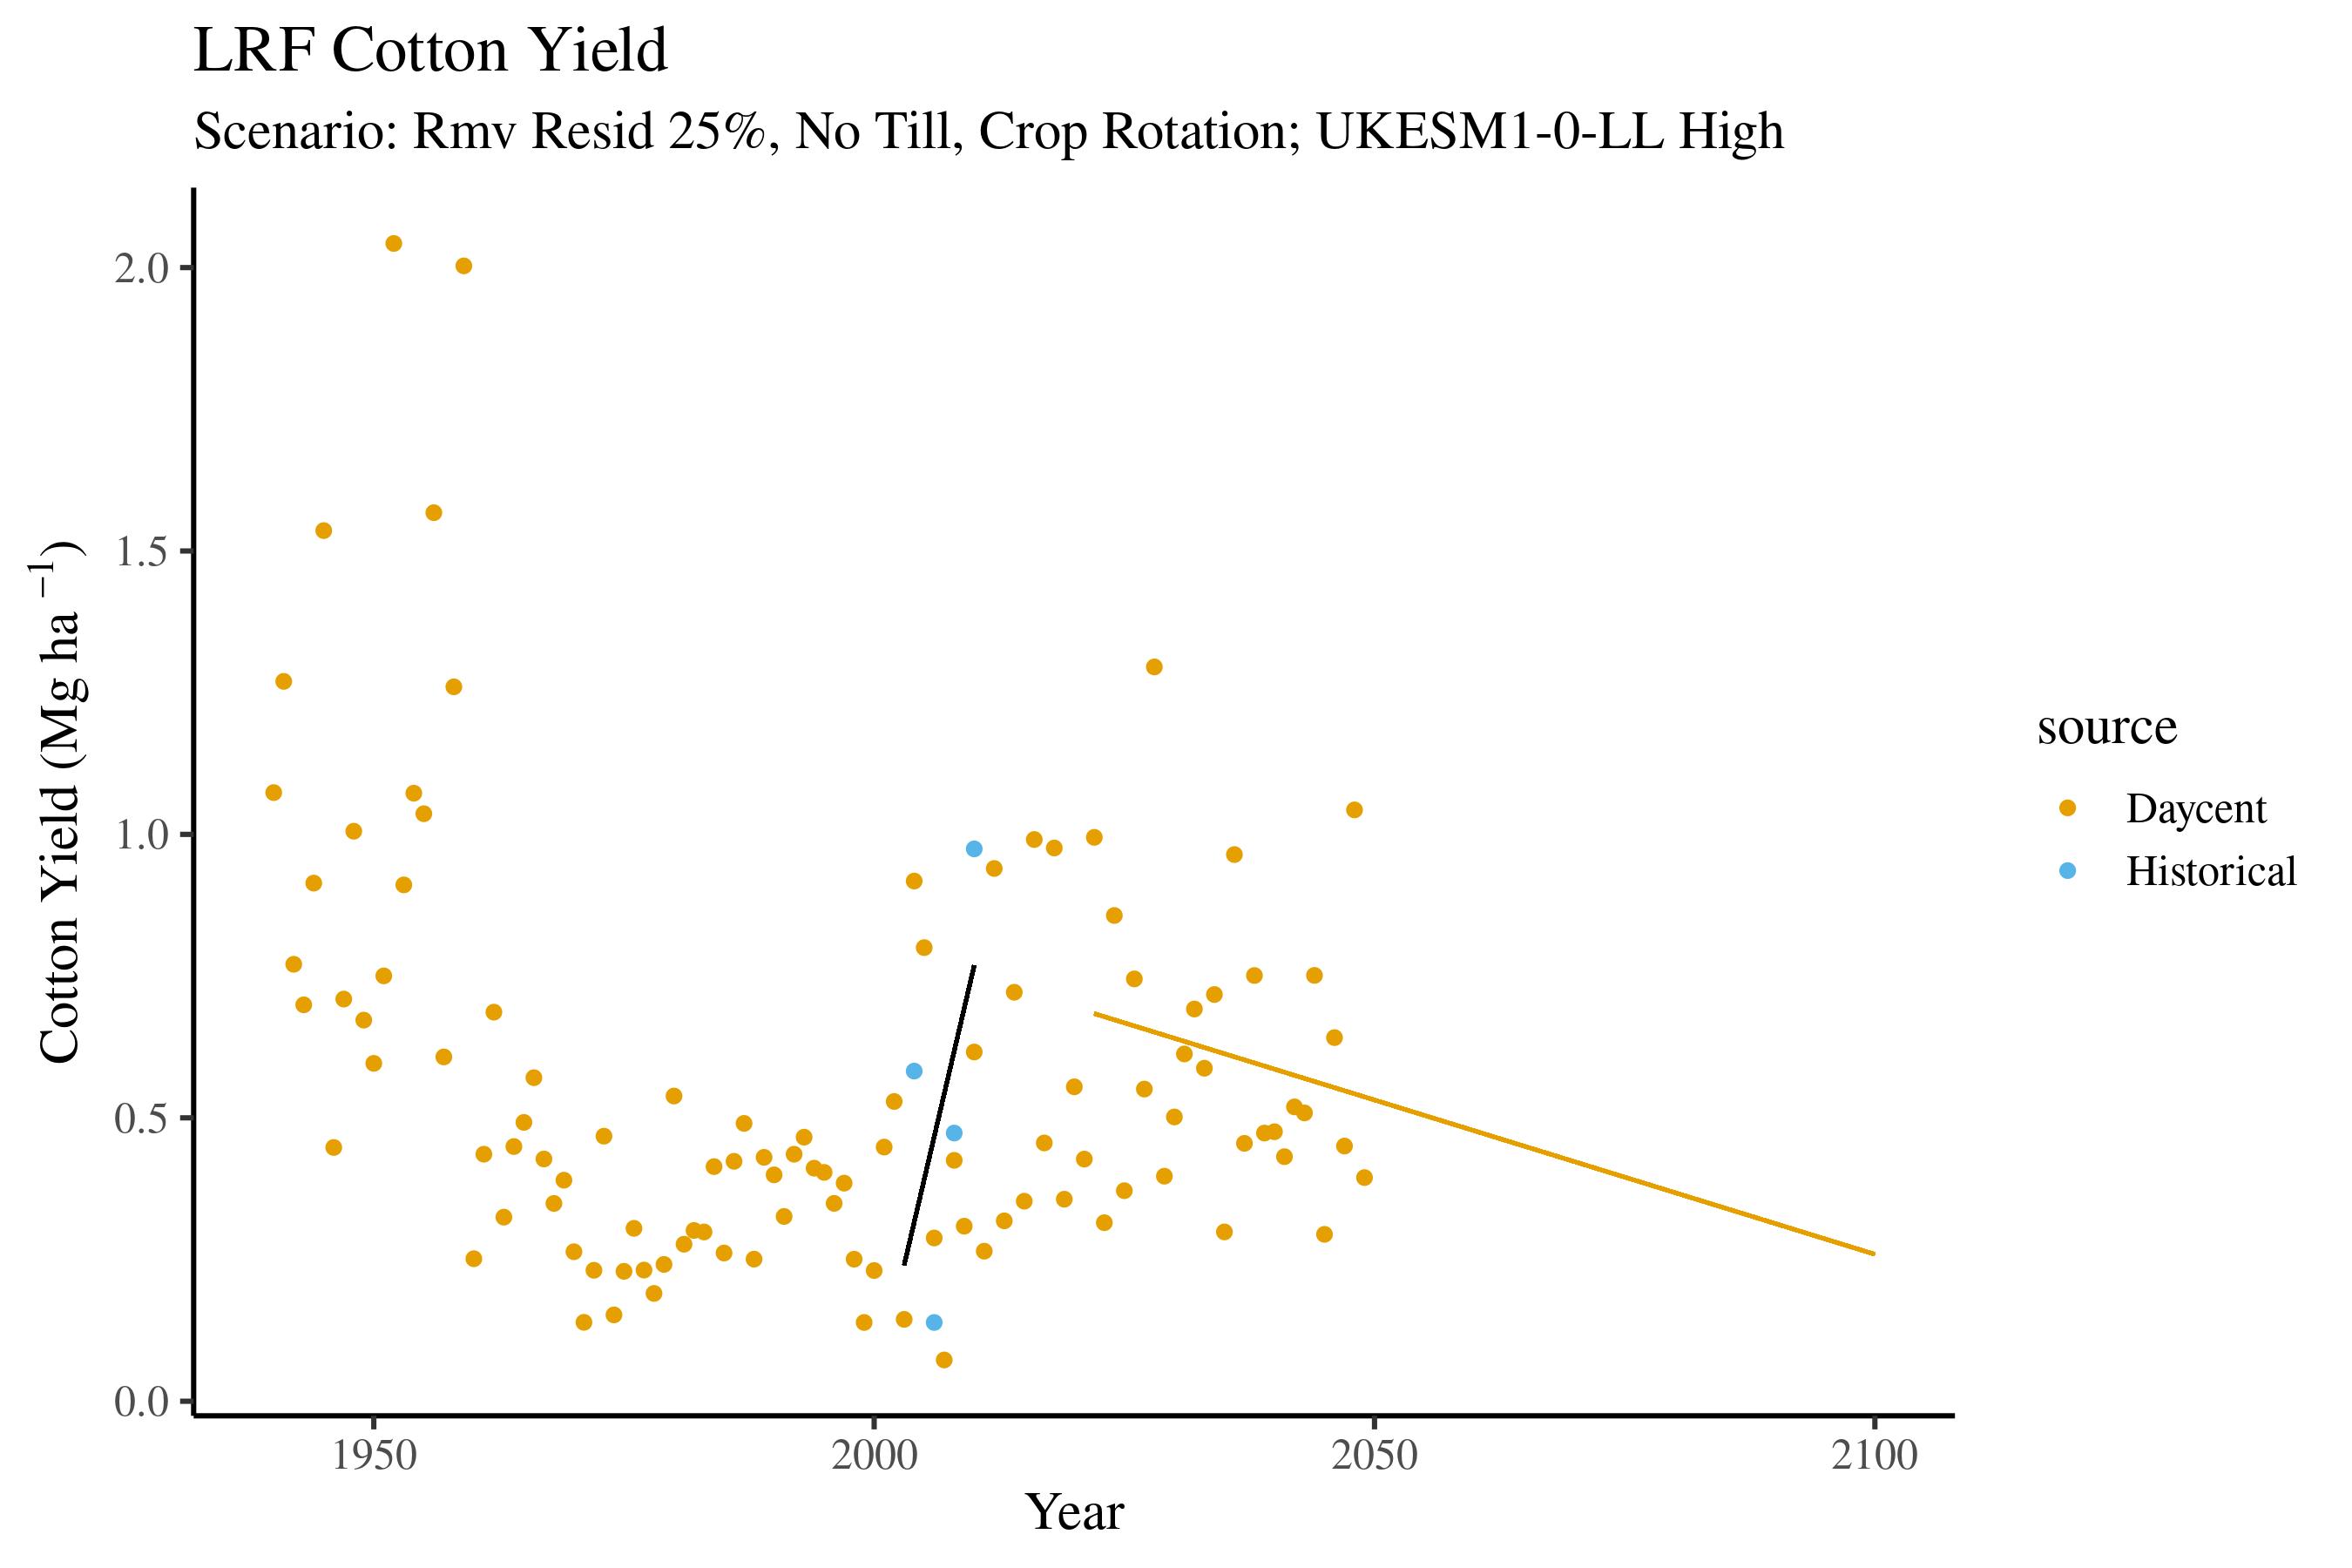 LRF Cotton Yield
Scenario: Rmv Resid 25%, No Till, Crop Rotation; UKESM1-0-LL High
Cotton Yield (Mg ha −1)
2.0
1.5
1.0
0.5
0.0
1950 2000 2050 2100
Year
source
Daycent
Historical